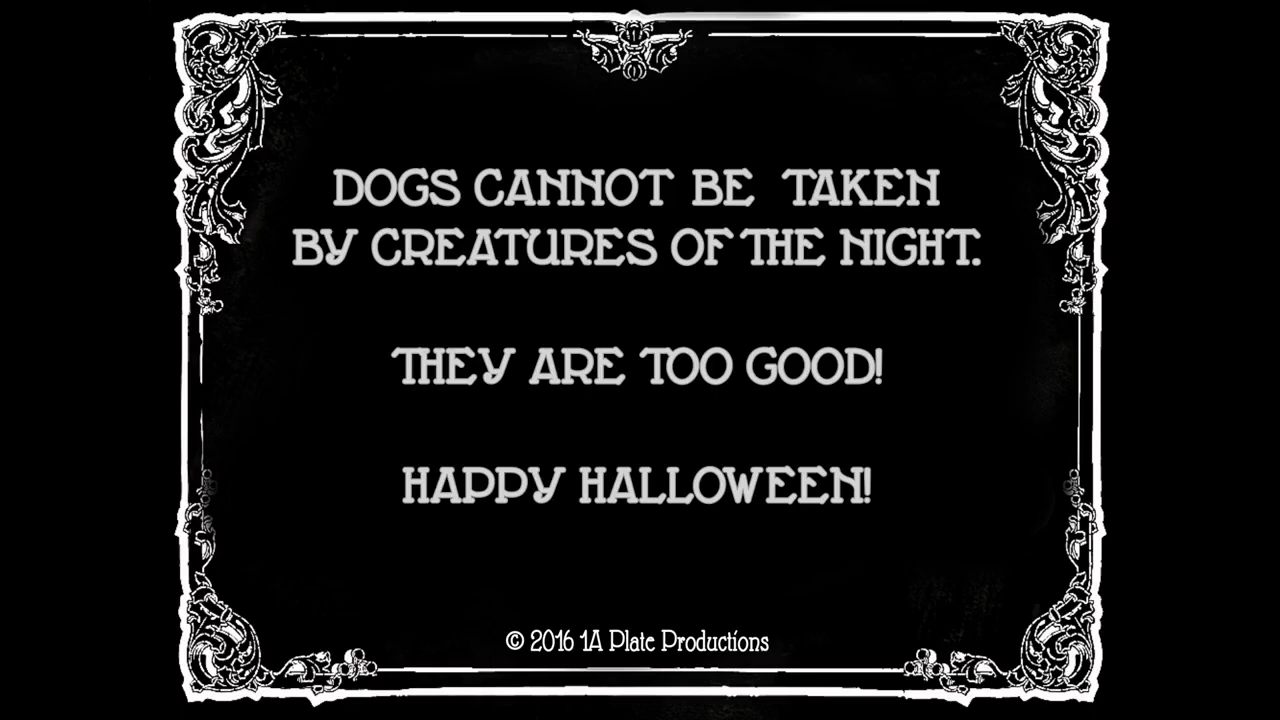 DOGS CANNOT BE TAKEN
BY CREATURES OF THE NIGHT.
THEY ARE TOO GOOD!
HAPPY HALLOWEEN!
© 2016 1A Plate Productions